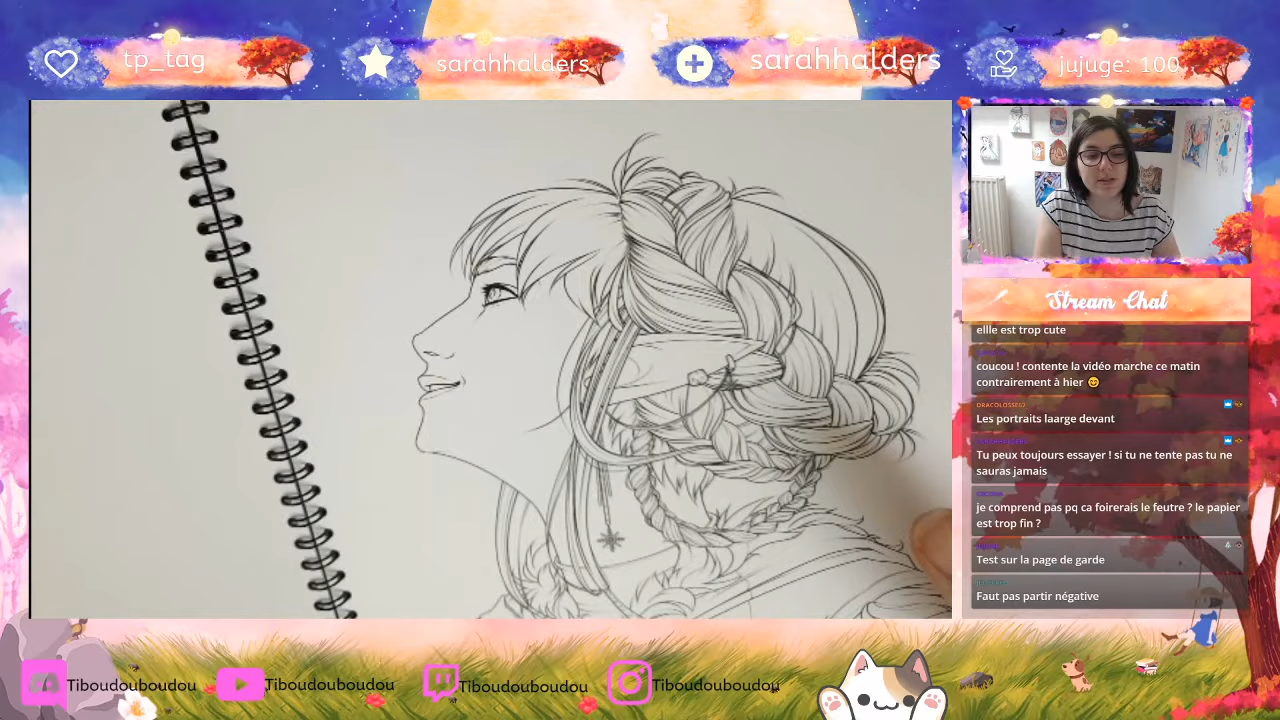 tp_tag
sarahhalders
sarahhalders
jujuge: 100
Stream Chat
ellle est trop cute
coucou ! contente la vidéo marche ce matin
contrairement à hier
Les portraits laarge devant
Tu peux toujours essayer ! si tu ne tente pas tu ne
sauras jamais
je comprend pas pq ca foirerais le feutre ? le papier
est trop fin ?
Test sur la page de garde
Faut pas partir négative
Tiboudouboudou
Tiboudouboudou
Tiboudouboudou
Tiboudouboudou